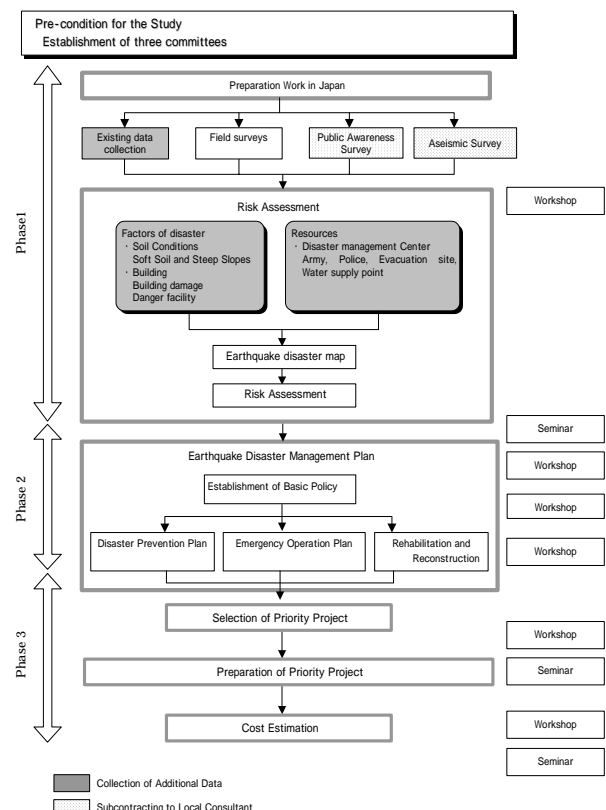 Pre-condition for the Study
Establishment of three committees
Preparation Work in Japan
Existing data
collection
Field surveys
Public Awareness
Survey
Aseismic Survey
Phase1
Risk Assessment
Workshop
Factors of disaster
· Soil Conditions
Soft Soil and Steep Slopes
· Building
Building damage
Danger facility
Resources
· Disaster management Center
Army, Police, Evacuation site,
Water supply point
Earthquake disaster map
Risk Assessment
Seminar
Phase 2
Earthquake Disaster Management Plan
Workshop
Establishment of Basic Policy
Workshop
Disaster Prevention Plan
Emergency Operation Plan
Rehabilitation and
Reconstruction
Workshop
Phase 3
Selection of Priority Project
Workshop
Preparation of Priority Project
Seminar
Cost Estimation
Workshop
Seminar
Collection of Additional Data
Subcontracting to Local Consultant